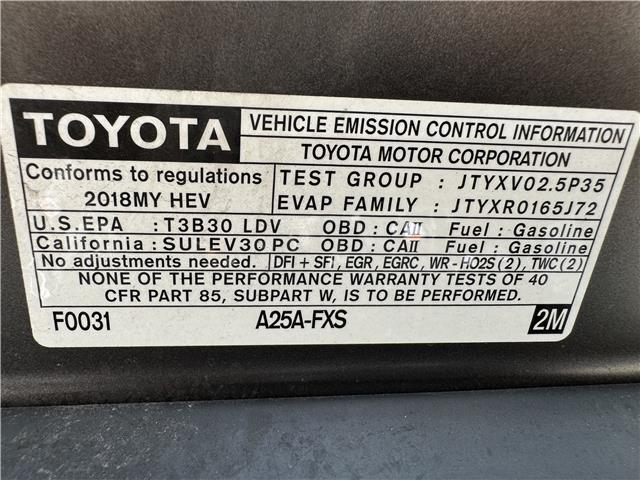 TOYOTA
VEHICLE EMISSION CONTROL INFORMATION
TOYOTA MOTOR CORPORATION
Conforms to regulations
2018MY HEV
TEST GROUP : JTYXV02.5P35
EVAP FAMILY : JTYXR0165J72
U.S.EPA : T3B30 LDV OBD : CAII Fuel : Gasoline
California : SULEV30 PC OBD : CAII Fuel : Gasoline
No adjustments needed. DFI + SFI, EGR, EGRC, WR - HO2S (2), TWC (2)
NONE OF THE PERFORMANCE WARRANTY TESTS OF 40
CFR PART 85, SUBPART W, IS TO BE PERFORMED.
F0031 A25A-FXS 2M